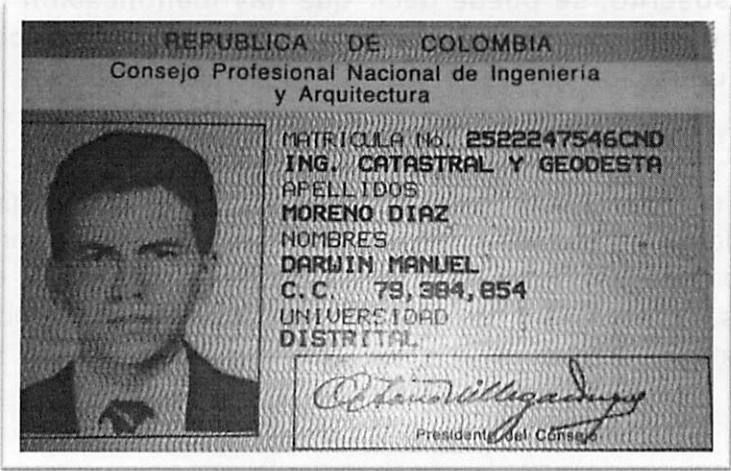 REPUBLICA DE COLOMBIA
Consejo Profesional Nacional de Ingenieria
y Arquitectura
MATRICULA No. 2522247546CND
ING. CATASTRAL Y GEODESTA
APELLIDOS
MORENO DIAZ
NOMBRES
DARWIN MANUEL
C.C. 79,384,854
UNIVERSIDAD
DISTRITAL
Presidente del Consejo